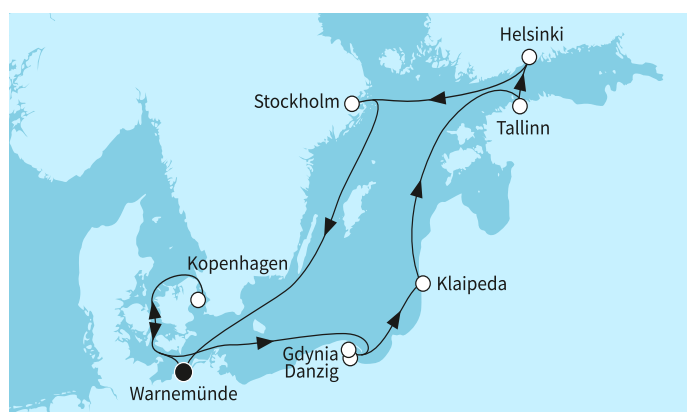 Helsinki
Stockholm
Tallinn
Kopenhagen
Klaipeda
Gdynia
Danzig
Warnemünde